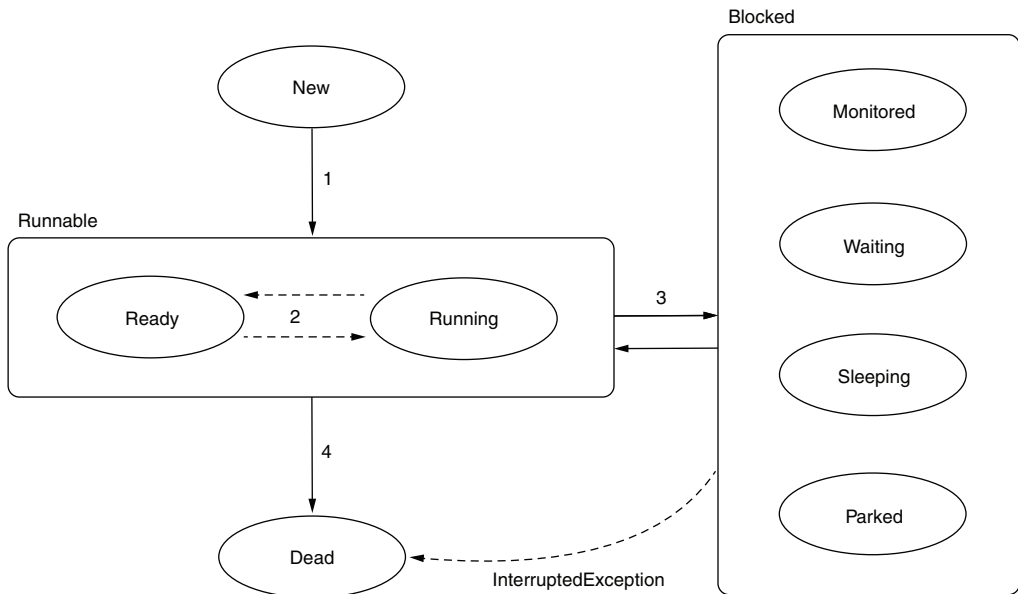 Blocked
New
Monitored
1
Runnable
Waiting
Ready
2
Running
3
Sleeping
4
Parked
Dead
InterruptedException